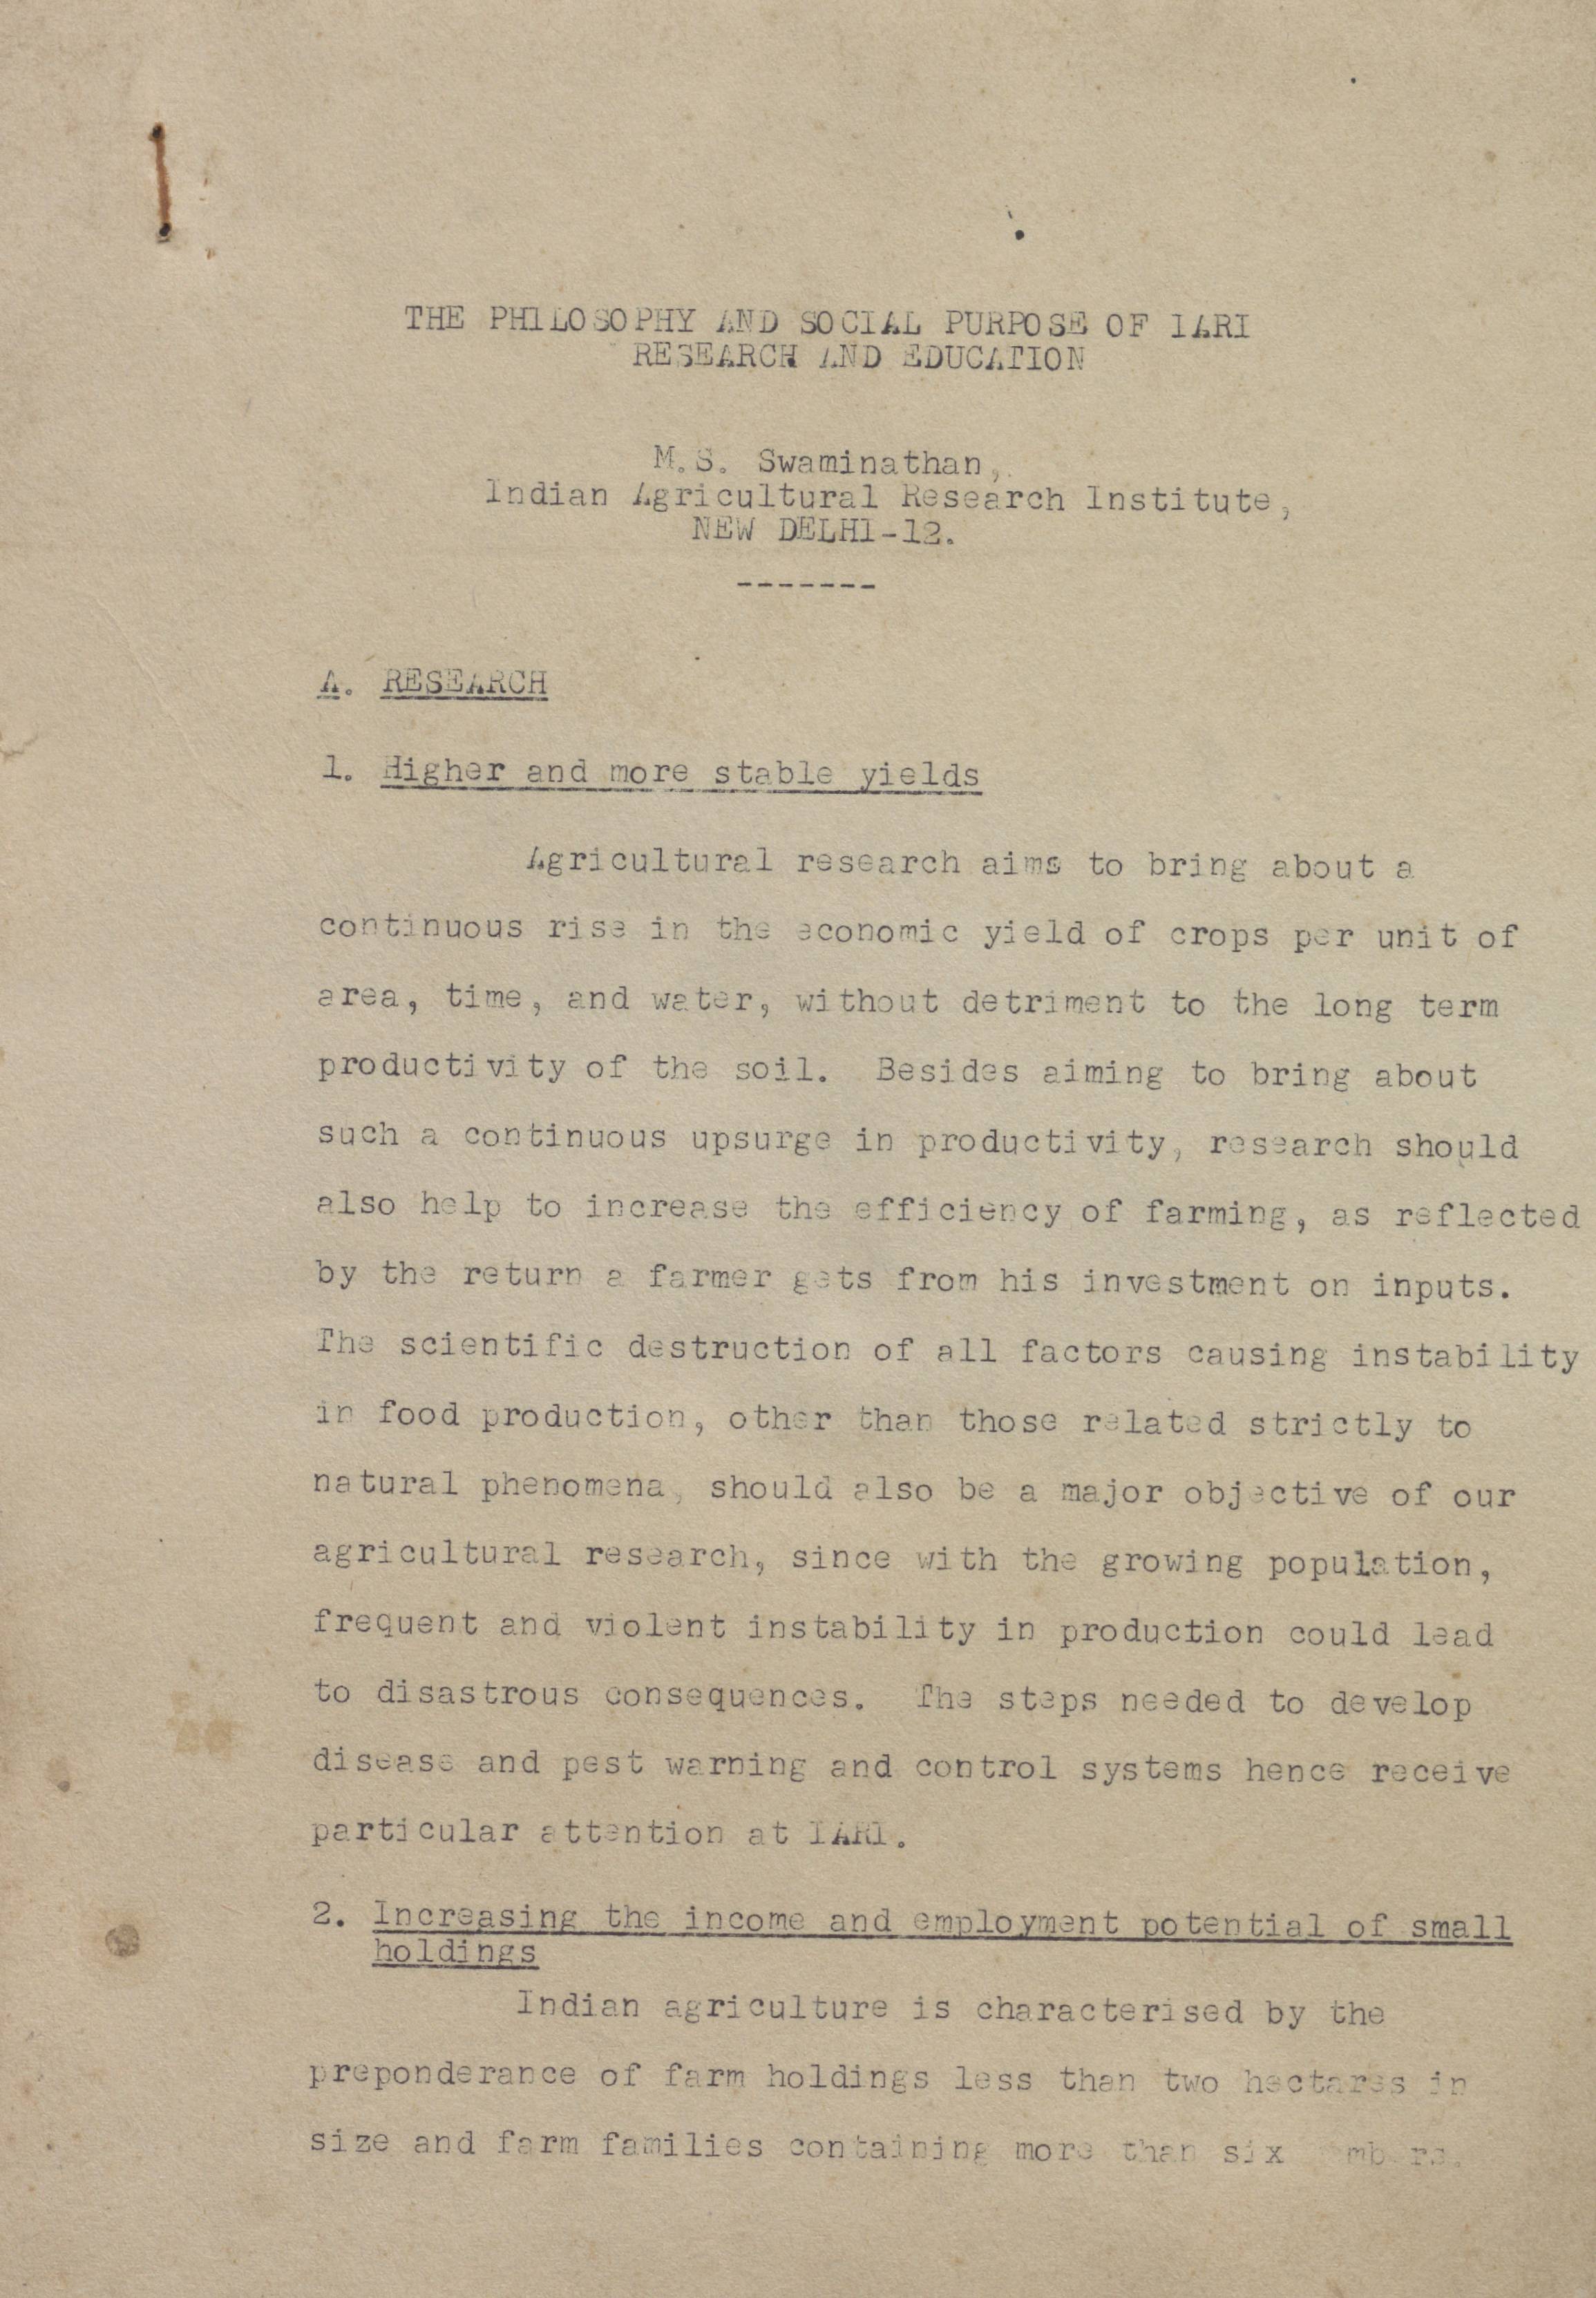 THE PHILOSOPHY AND SOCIAL PURPOSE OF IARI
RESEARCH AND EDUCATION
M.S. Swaminathan,
Indian Agricultural Research Institute,
NEW DELHI-12.
-------
A. RESEARCH
1. Higher and more stable yields
Agricultural research aims to bring about a
continuous rise in the economic yield of crops per unit of
area, time, and water, without detriment to the long term
productivity of the soil. Besides aiming to bring about
such a continuous upsurge in productivity, research should
also help to increase the efficiency of farming, as reflected
by the return a farmer gets from his investment on inputs.
The scientific destruction of all factors causing instability
in food production, other than those related strictly to
natural phenomena, should also be a major objective of our
agricultural research, since with the growing population,
frequent and violent instability in production could lead
to disastrous consequences. The steps needed to develop
disease and pest warning and control systems hence receive
particular attention at IARI.
2. Increasing the income and employment potential of small
holdings
Indian agriculture is characterised by the
preponderance of farm holdings less than two hectares in
size and farm families containing more than six members.